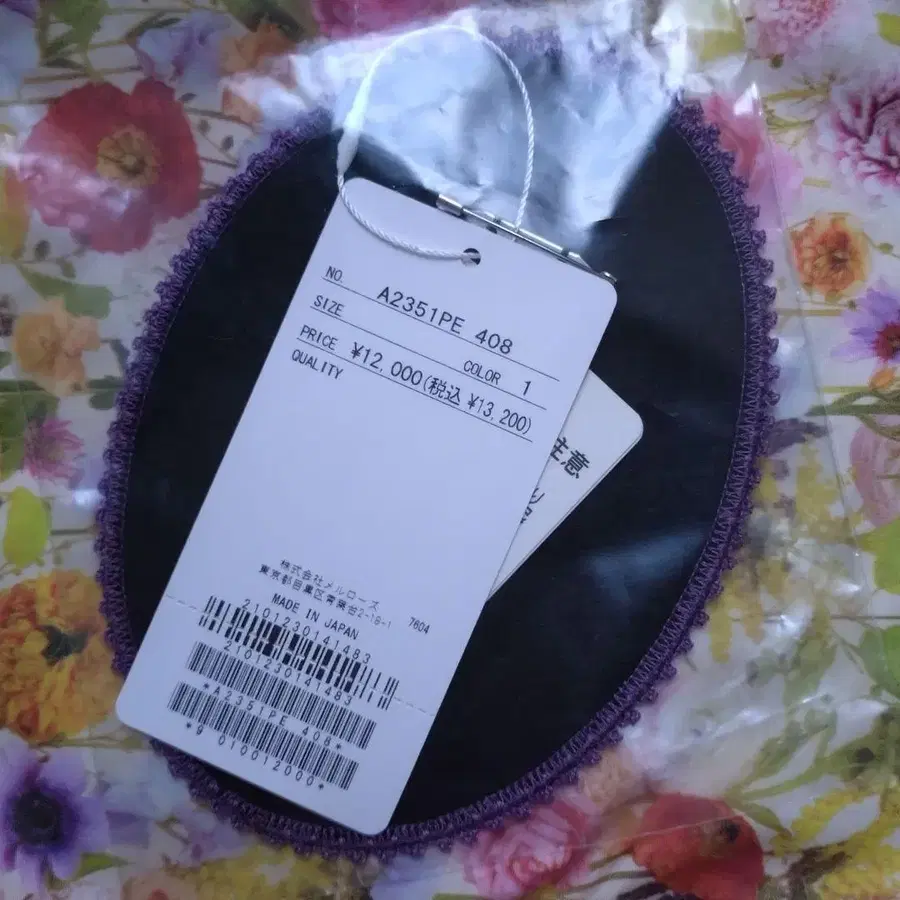 NO. A2351PE 408
SIZE COLOR 1
PRICE ¥12,000(税込 ¥13,200)
QUALITY
注意
株式会社メルローズ
東京都目黒区青葉台2-18-1 7604
MADE IN JAPAN
2101230141483
2101230141483
*A2351PE 408*
*9 010012000*